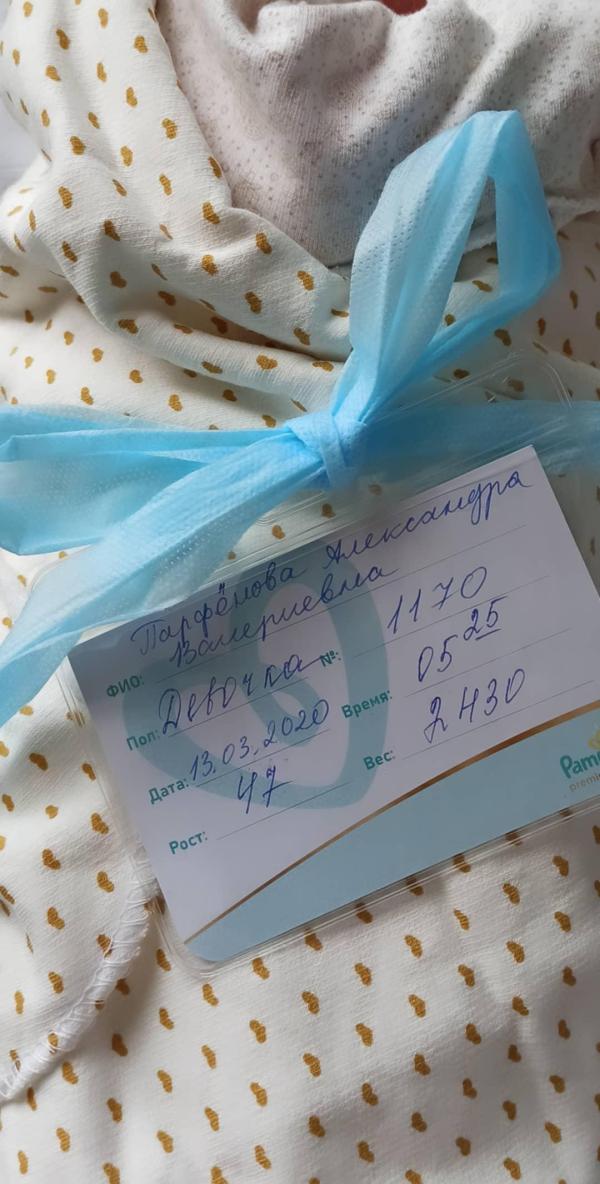 Парфёнова Александра
ФИО: Валериевна
Пол: Девочка №: 1170
Дата: 13.03.2020 Время: 05 25
Рост: 47 Вес: 2430
premi